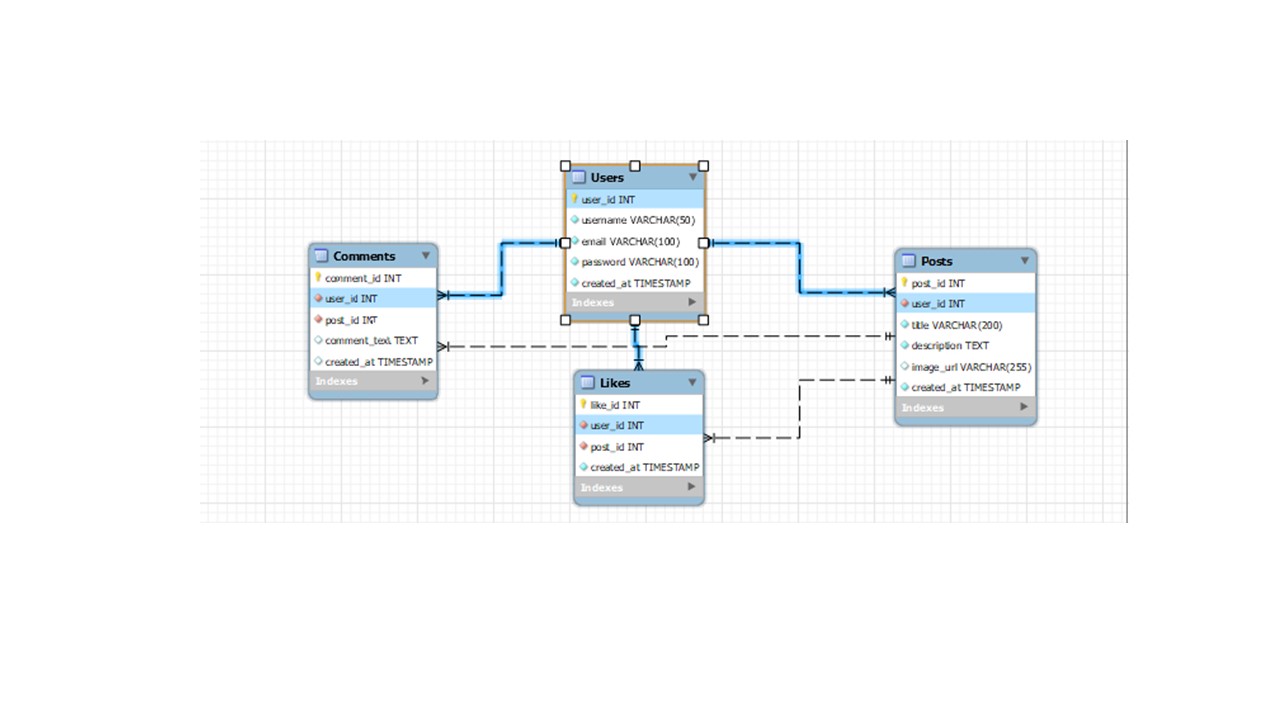 Users
user_id INT
username VARCHAR(50)
email VARCHAR(100)
password VARCHAR(100)
created_at TIMESTAMP
Indexes
Comments
comment_id INT
user_id INT
post_id INT
comment_text TEXT
created_at TIMESTAMP
Indexes
Posts
post_id INT
user_id INT
title VARCHAR(200)
description TEXT
image_url VARCHAR(255)
created_at TIMESTAMP
Indexes
Likes
like_id INT
user_id INT
post_id INT
created_at TIMESTAMP
Indexes